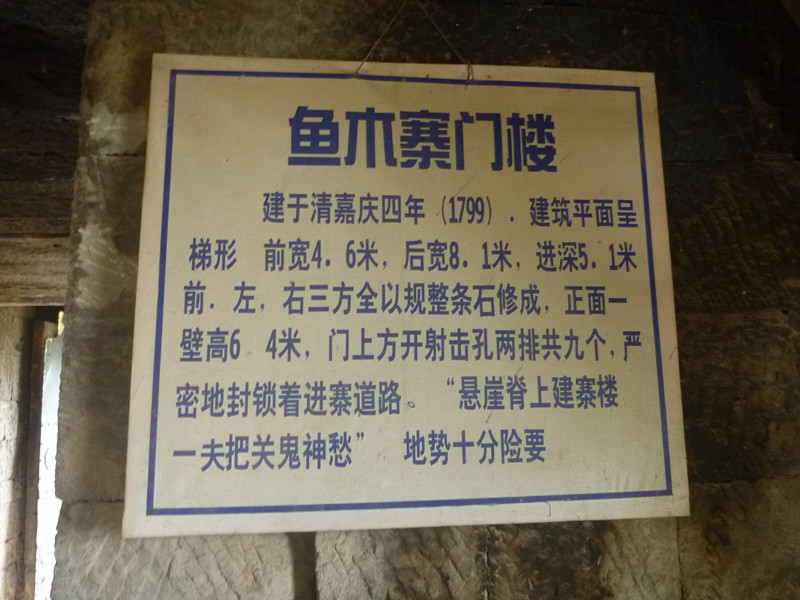 鱼木寨门楼
建于清嘉庆四年（1799）.建筑平面呈
梯形 前宽4.6米，后宽8.1米，进深5.1米
前.左，右三方全以规整条石修成，正面一
壁高6 4米，门上方开射击孔两排共九个，严
密地封锁着进寨道路。“悬崖脊上建寨楼
一夫把关鬼神愁” 地势十分险要